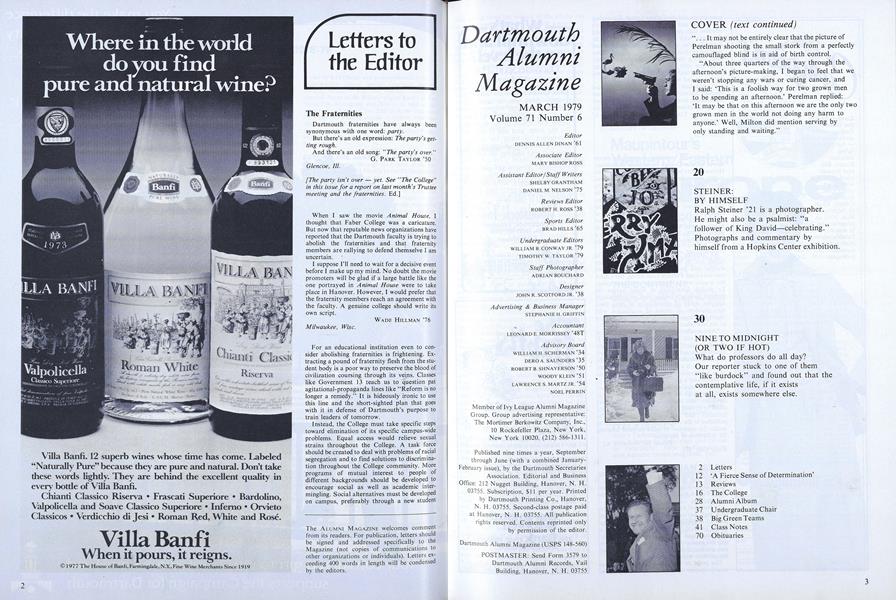 Where in the world
do you find
pure and natural wine?
1973
Banfi
Banfi
VILLA BANFI
Valpolicella
Classico Superiore
VILLA BANFI
Roman White
VILLA BANFI
Chianti Classico
Riserva
Villa Banfi. 12 superb wines whose time has come. Labeled
“Naturally Pure” because they are pure and natural. Don't take
these words lightly. They are behind the excellent quality in
every bottle of Villa Banfi.
Chianti Classico Riserva • Frascati Superiore • Bardolino,
Valpolicella and Soave Classico Superiore • Inferno • Orvieto
Classicos • Verdicchio di Jesi • Roman Red, White and Rosé.
Villa Banfi
When it pours, it reigns.
©1977 The House of Banfi, Farmingdale, N.Y., Fine Wine Merchants Since 1919
2
Letters to
the Editor
The Fraternities
Dartmouth fraternities have always been
synonymous with one word: party.
But there's an old expression: The party's get-
ting rough.
And there's an old song: "The party's over."
G. PARK TAYLOR '50
Glencoe, Ill.
[The party isn't over — yet. See "The College"
in this issue for a report on last month's Trustee
meeting and the fraternities. Ed.]
When I saw the movie Animal House, I
thought that Faber College was a caricature.
But now that reputable news organizations have
reported that the Dartmouth faculty is trying to
abolish the fraternities and that fraternity
members are rallying to defend themselves I am
uncertain.
I suppose I'll need to wait for a decisive event
before I make up my mind. No doubt the movie
promoters will be glad if a large battle like the
one portrayed in Animal House were to take
place in Hanover. However, I would prefer that
the fraternity members reach an agreement with
the faculty. A genuine college should write its
own script.
WADE HILLMAN '76
Milwaukee, Wisc.
For an educational institution even to con-
sider abolishing fraternities is frightening. Ex-
tracting a pound of fraternity flesh from the stu-
dent body is a poor way to preserve the blood of
civilization coursing through its veins. Classes
like Government 13 teach us to question pat
agitational-propaganda lines like "Reform is no
longer a remedy." It is hideously ironic to use
this line and the short-sighted plan that goes
with it in defense of Dartmouth's purpose to
train leaders of tomorrow.
Instead, the College must take specific steps
toward elimination of its specific campus-wide
problems. Equal access would relieve sexual
strains throughout the College. A task force
should be created to deal with problems of racial
segregation and to find solutions to discrimina-
tion throughout the College community. More
programs of mutual interest to people of
different backgrounds should be developed to
encourage social as well as academic inter-
mingling. Social alternatives must be developed
on campus, preferably through a new student
The ALUMNI MAGAZINE welcomes comment
from its readers. For publication, letters should
be signed and addressed specifically to the
Magazine (not copies of communications to
other organizations or individuals). Letters ex-
ceeding 400 words in length will be condensed
by the editors.
Dartmouth
Alumni
Magazine
MARCH 1979
Volume 71 Number 6
Editor
DENNIS ALLEN DINAN '61
Associate Editor
MARY BISHOP ROSS
Assistant Editor/Staff Writers
SHELBY GRANTHAM
DANIEL M. NELSON '75
Reviews Editor
ROBERT H. ROSS '38
Sports Editor
BRAD HILLS '65
Undergraduate Editors
WILLIAM B. CONWAY JR. '79
TIMOTHY W. TAYLOR '79
Staff Photographer
ADRIAN BOUCHARD
Designer
JOHN R. SCOTFORD JR. '38
Advertising & Business Manager
STEPHANIE H. GRIFFIN
Accountant
LEONARD E. MORRISSEY '48T
Advisory Board
WILLIAM H. SCHERMAN '34
DERO A. SAUNDERS '35
ROBERT B. SHNAYERSON '50
WOODY KLEIN '51
LAWRENCE S. MARTZ JR. '54
NOEL PERRIN
Member of Ivy League Alumni Magazine
Group. Group advertising representative:
The Mortimer Berkowitz Company, Inc.,
10 Rockefeller Plaza, New York,
New York 10020. (212) 586-1311.
Published nine times a year, September
through June (with a combined January-
February issue), by the Dartmouth Secretaries
Association. Editorial and Business
Office: 212 Nugget Building, Hanover, N. H.
03755. Subscription, $11 per year. Printed
by Dartmouth Printing Co., Hanover,
N. H. 03755. Second-class postage paid
at Hanover, N. H. 03755. All publication
rights reserved. Contents reprinted only
by permission of the editor.
Dartmouth Alumni Magazine (USPS 148-560)
POSTMASTER: Send Form 3579 to
Dartmouth Alumni Records, Vail
Building, Hanover, N. H. 03755
COVER (text continued)
“. . . It may not be entirely clear that the picture of
Perelman shooting the small stork from a perfectly
camouflaged blind is in aid of birth control.
“About three quarters of the way through the
afternoon's picture-making, I began to feel that we
weren't stopping any wars or curing cancer, and
I said: ‘This is a foolish way for two grown men
to be spending an afternoon.’ Perelman replied:
‘It may be that on this afternoon we are the only two
grown men in the world not doing any harm to
anyone.’ Well, Milton did mention serving by
only standing and waiting.”
20
STEINER:
BY HIMSELF
Ralph Steiner '21 is a photographer.
He might also be a psalmist: “a
follower of King David—celebrating.”
Photographs and commentary by
himself from a Hopkins Center exhibition.
30
NINE TO MIDNIGHT
(OR TWO IF HOT)
What do professors do all day?
Our reporter stuck to one of them
“like burdock” and found out that the
contemplative life, if it exists
at all, exists somewhere else.
2 Letters
12 ‘A Fierce Sense of Determination’
13 Reviews
16 The College
28 Alumni Album
37 Undergraduate Chair
38 Big Green Teams
41 Class Notes
70 Obituaries
3